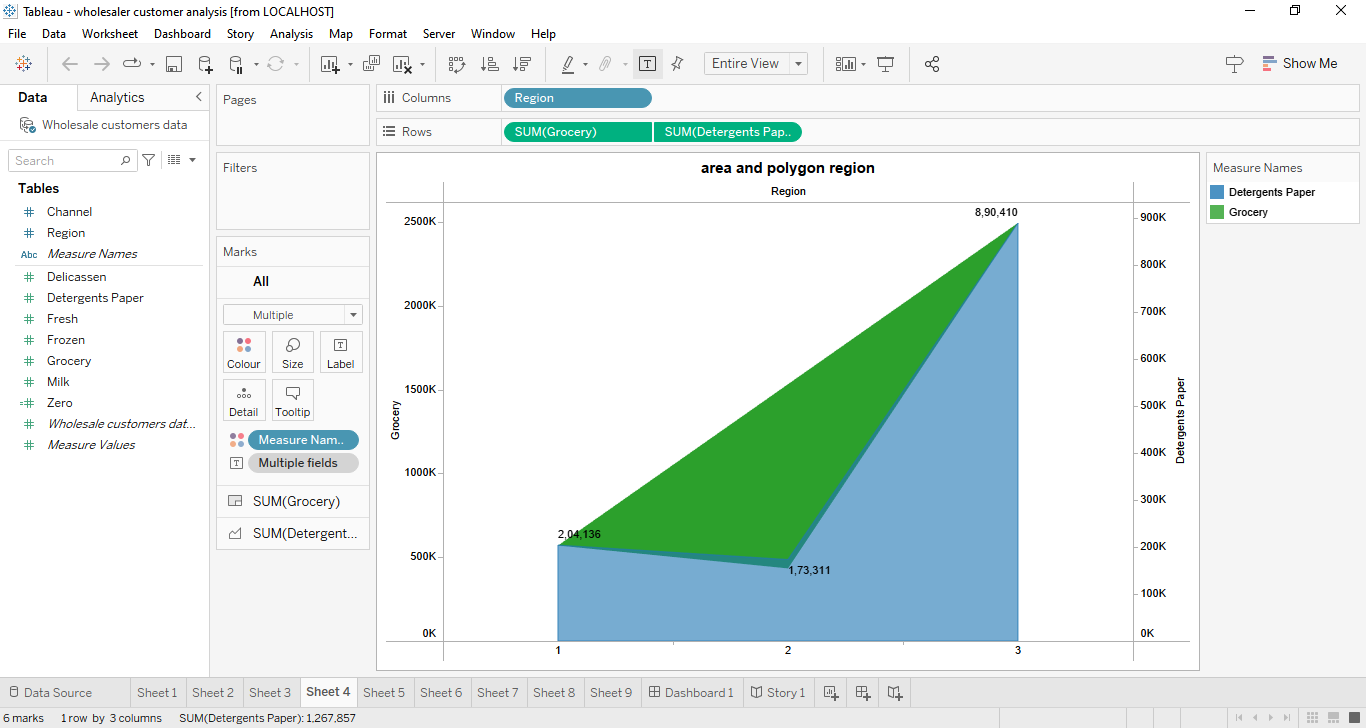 Tableau - wholesaler customer analysis [from LOCALHOST]
File Data Worksheet Dashboard Story Analysis Map Format Server Window Help
Entire View
Show Me
Data Analytics
Wholesale customers data
Search
Tables
Channel
Region
Abc Measure Names
Delicassen
Detergents Paper
Fresh
Frozen
Grocery
Milk
Zero
Wholesale customers dat...
Measure Values
Pages
Filters
Marks
All
Multiple
Colour Size Label
Detail Tooltip
Measure Nam..
Multiple fields
SUM(Grocery)
SUM(Detergent...
Columns Region
Rows SUM(Grocery) SUM(Detergents Pap..
area and polygon region
Region
8,90,410
2500K
2000K
1500K
1000K
500K
0K
Grocery
2,04,136
1,73,311
900K
800K
700K
600K
500K
400K
300K
200K
100K
0K
Detergents Paper
1 2 3
Measure Names
Detergents Paper
Grocery
Data Source Sheet 1 Sheet 2 Sheet 3 Sheet 4 Sheet 5 Sheet 6 Sheet 7 Sheet 8 Sheet 9 Dashboard 1 Story 1
6 marks 1 row by 3 columns SUM(Detergents Paper): 1,267,857